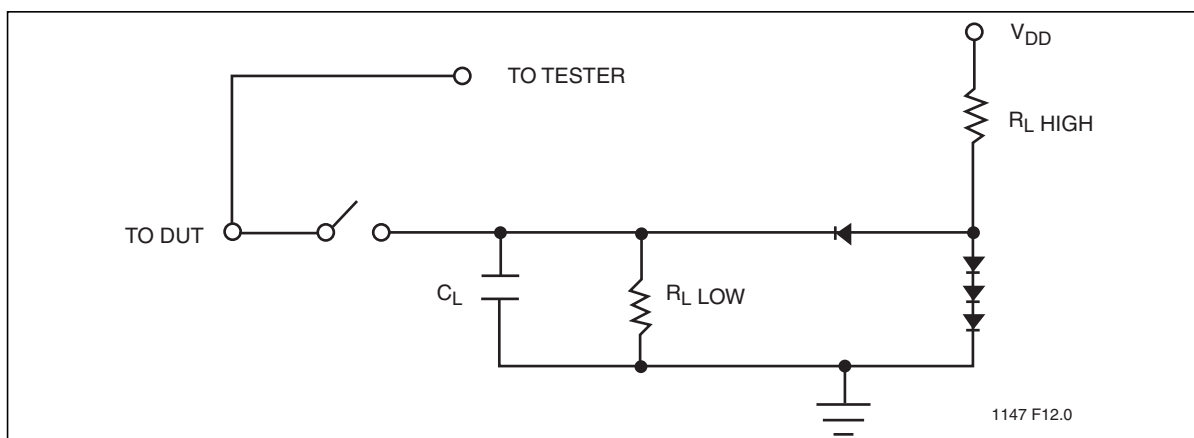 V_DD
TO TESTER
R_L HIGH
TO DUT
C_L
R_L LOW
1147 F12.0